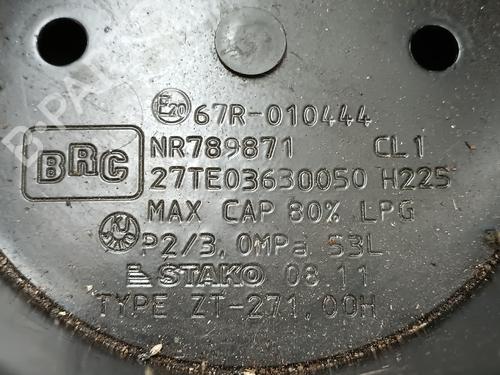 E20 67R-010444
NR789871 CL1
BRC 27TE03630050 H225
MAX CAP 80% LPG
P2/3,0MPa 53L
STAKO 08 11
TYPE ZT-271,00H